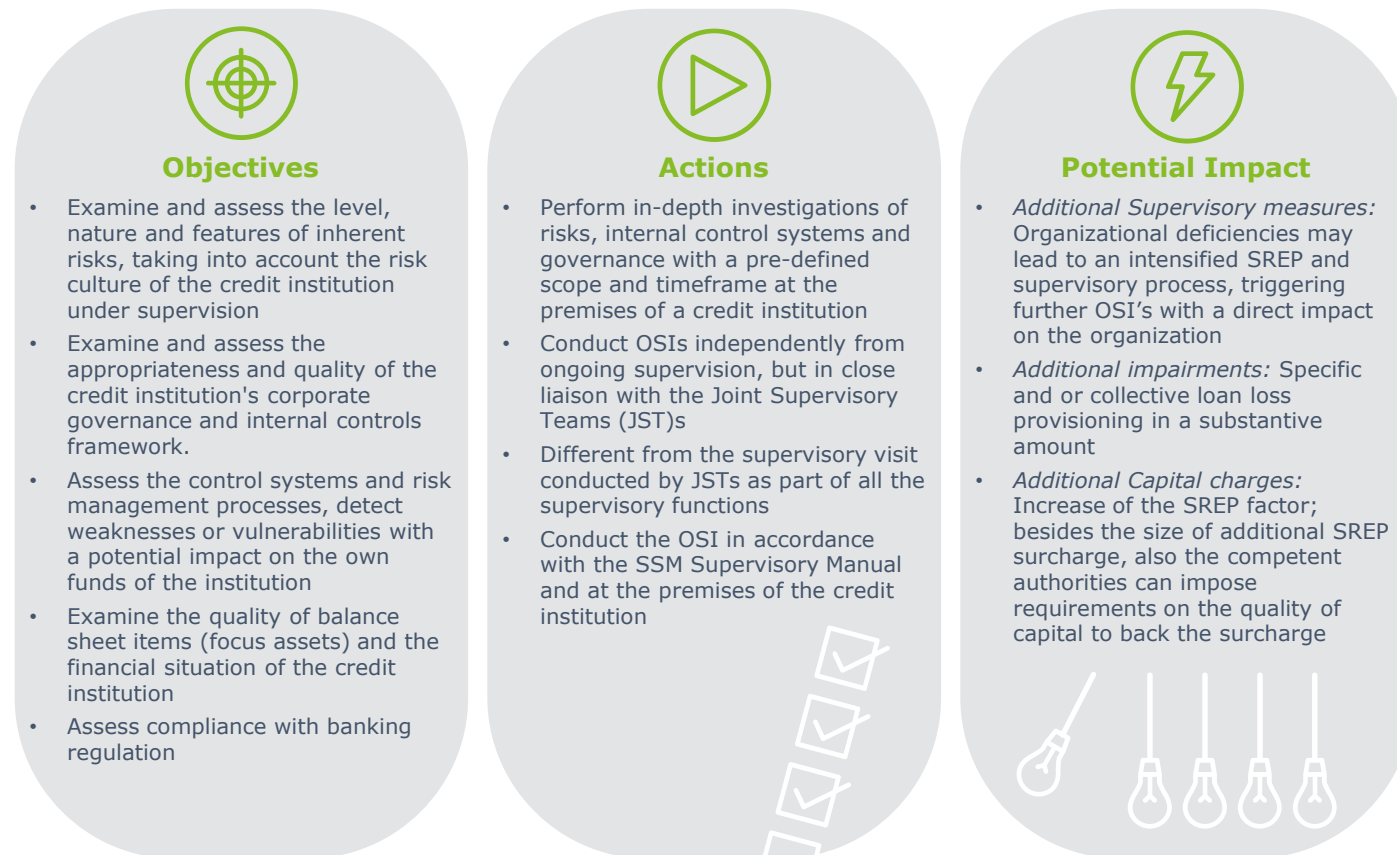 Objectives
• Examine and assess the level,
nature and features of inherent
risks, taking into account the risk
culture of the credit institution
under supervision
• Examine and assess the
appropriateness and quality of the
credit institution's corporate
governance and internal controls
framework.
• Assess the control systems and risk
management processes, detect
weaknesses or vulnerabilities with
a potential impact on the own
funds of the institution
• Examine the quality of balance
sheet items (focus assets) and the
financial situation of the credit
institution
• Assess compliance with banking
regulation
Actions
• Perform in-depth investigations of
risks, internal control systems and
governance with a pre-defined
scope and timeframe at the
premises of a credit institution
• Conduct OSIs independently from
ongoing supervision, but in close
liaison with the Joint Supervisory
Teams (JST)s
• Different from the supervisory visit
conducted by JSTs as part of all the
supervisory functions
• Conduct the OSI in accordance
with the SSM Supervisory Manual
and at the premises of the credit
institution
Potential Impact
• Additional Supervisory measures:
Organizational deficiencies may
lead to an intensified SREP and
supervisory process, triggering
further OSI’s with a direct impact
on the organization
• Additional impairments: Specific
and or collective loan loss
provisioning in a substantive
amount
• Additional Capital charges:
Increase of the SREP factor;
besides the size of additional SREP
surcharge, also the competent
authorities can impose
requirements on the quality of
capital to back the surcharge